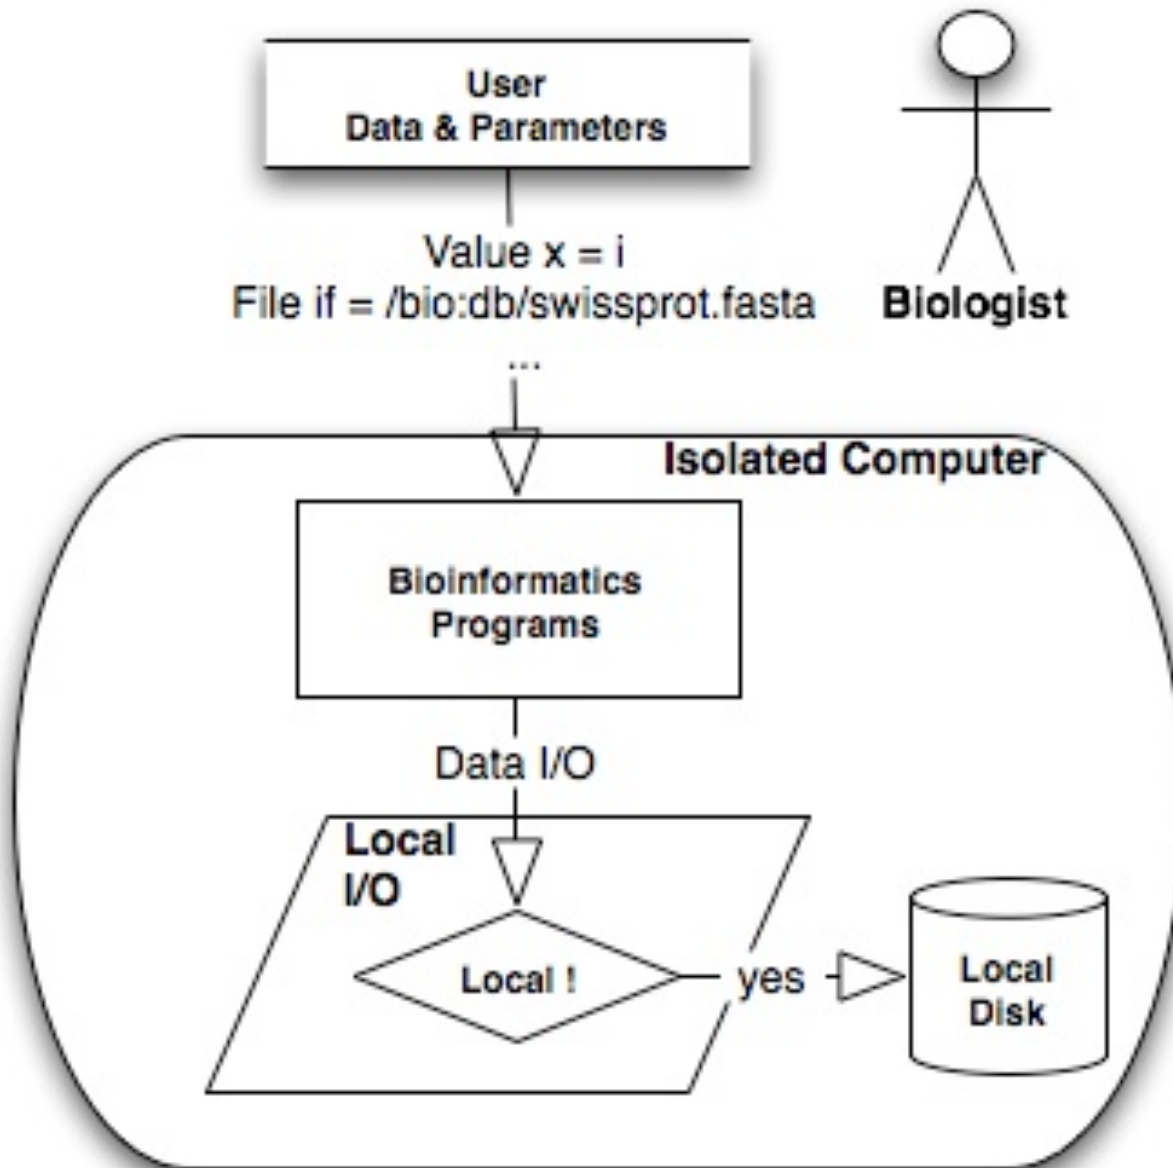 User
Data & Parameters
Value x = i
File if = /bio:db/swissprot.fasta
...
Biologist
Isolated Computer
Bioinformatics
Programs
Data I/O
Local
I/O
Local !
yes
Local
Disk